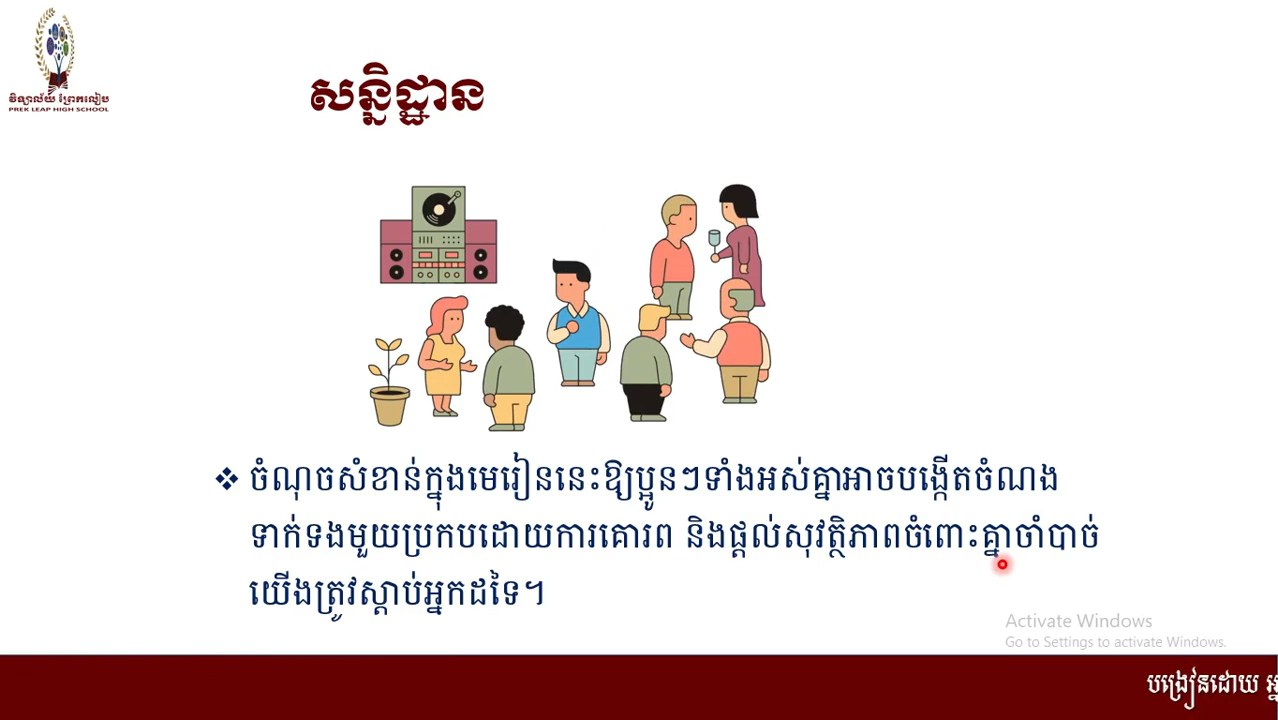 វិទ្យាល័យ ព្រែកលៀប
PREK LEAP HIGH SCHOOL
សន្និដ្ឋាន
❖ ចំណុចសំខាន់ក្នុងមេរៀននេះឱ្យប្អូនៗទាំងអស់គ្នាអាចបង្កើតចំណង
ទាក់ទងមួយប្រកបដោយការគោរព និងផ្តល់សុវត្ថិភាពចំពោះគ្នាចាំបាច់
យើងត្រូវស្តាប់អ្នកដទៃ។
Activate Windows
Go to Settings to activate Windows.
បង្រៀនដោយ